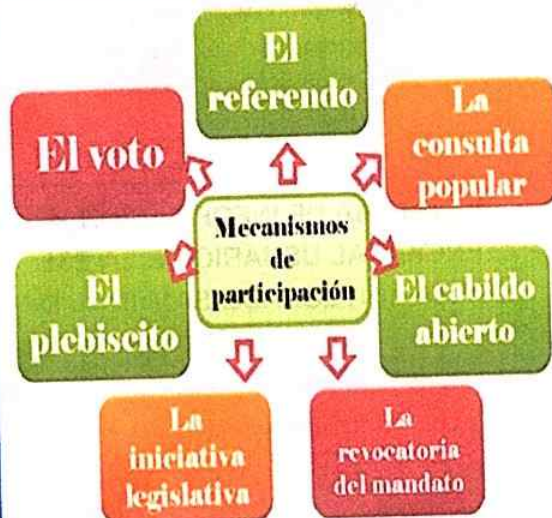 El
referendo
El voto
La
consulta
popular
Mecanismos
de
participación
El
plebiscito
El cabildo
abierto
La
iniciativa
legislativa
La
revocatoria
del mandato